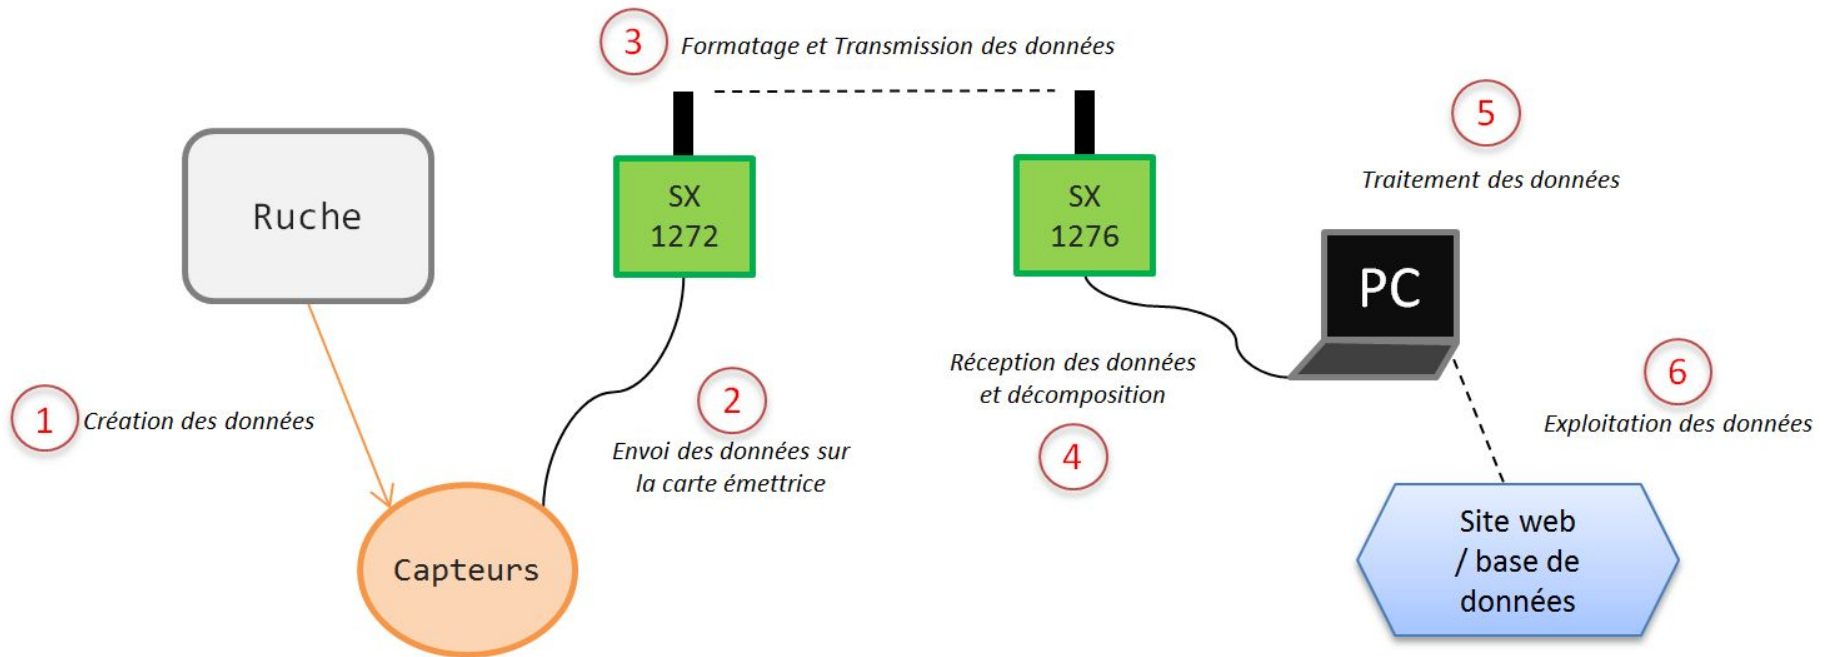 3
Formatage et Transmission des données
5
Traitement des données
Ruche
SX
1272
SX
1276
PC
1
Création des données
2
Envoi des données sur
la carte émettrice
Réception des données
et décomposition
4
6
Exploitation des données
Capteurs
Site web
/ base de
données